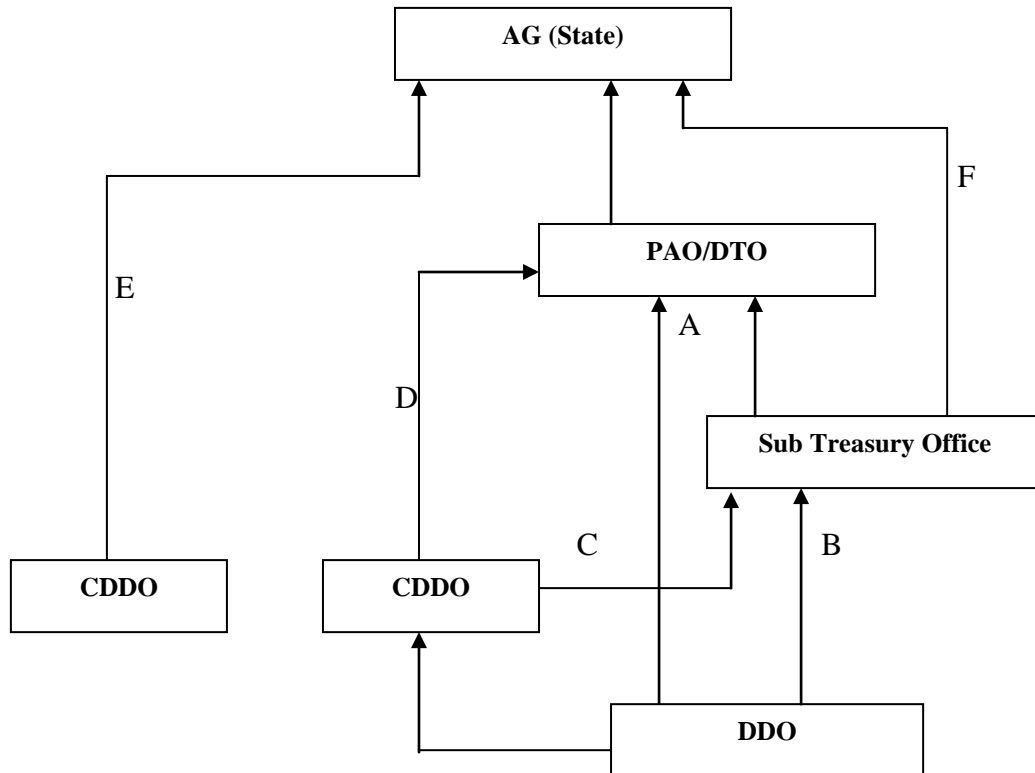 AG (State)
F
PAO/DTO
E
A
D
Sub Treasury Office
C
B
CDDO
CDDO
DDO